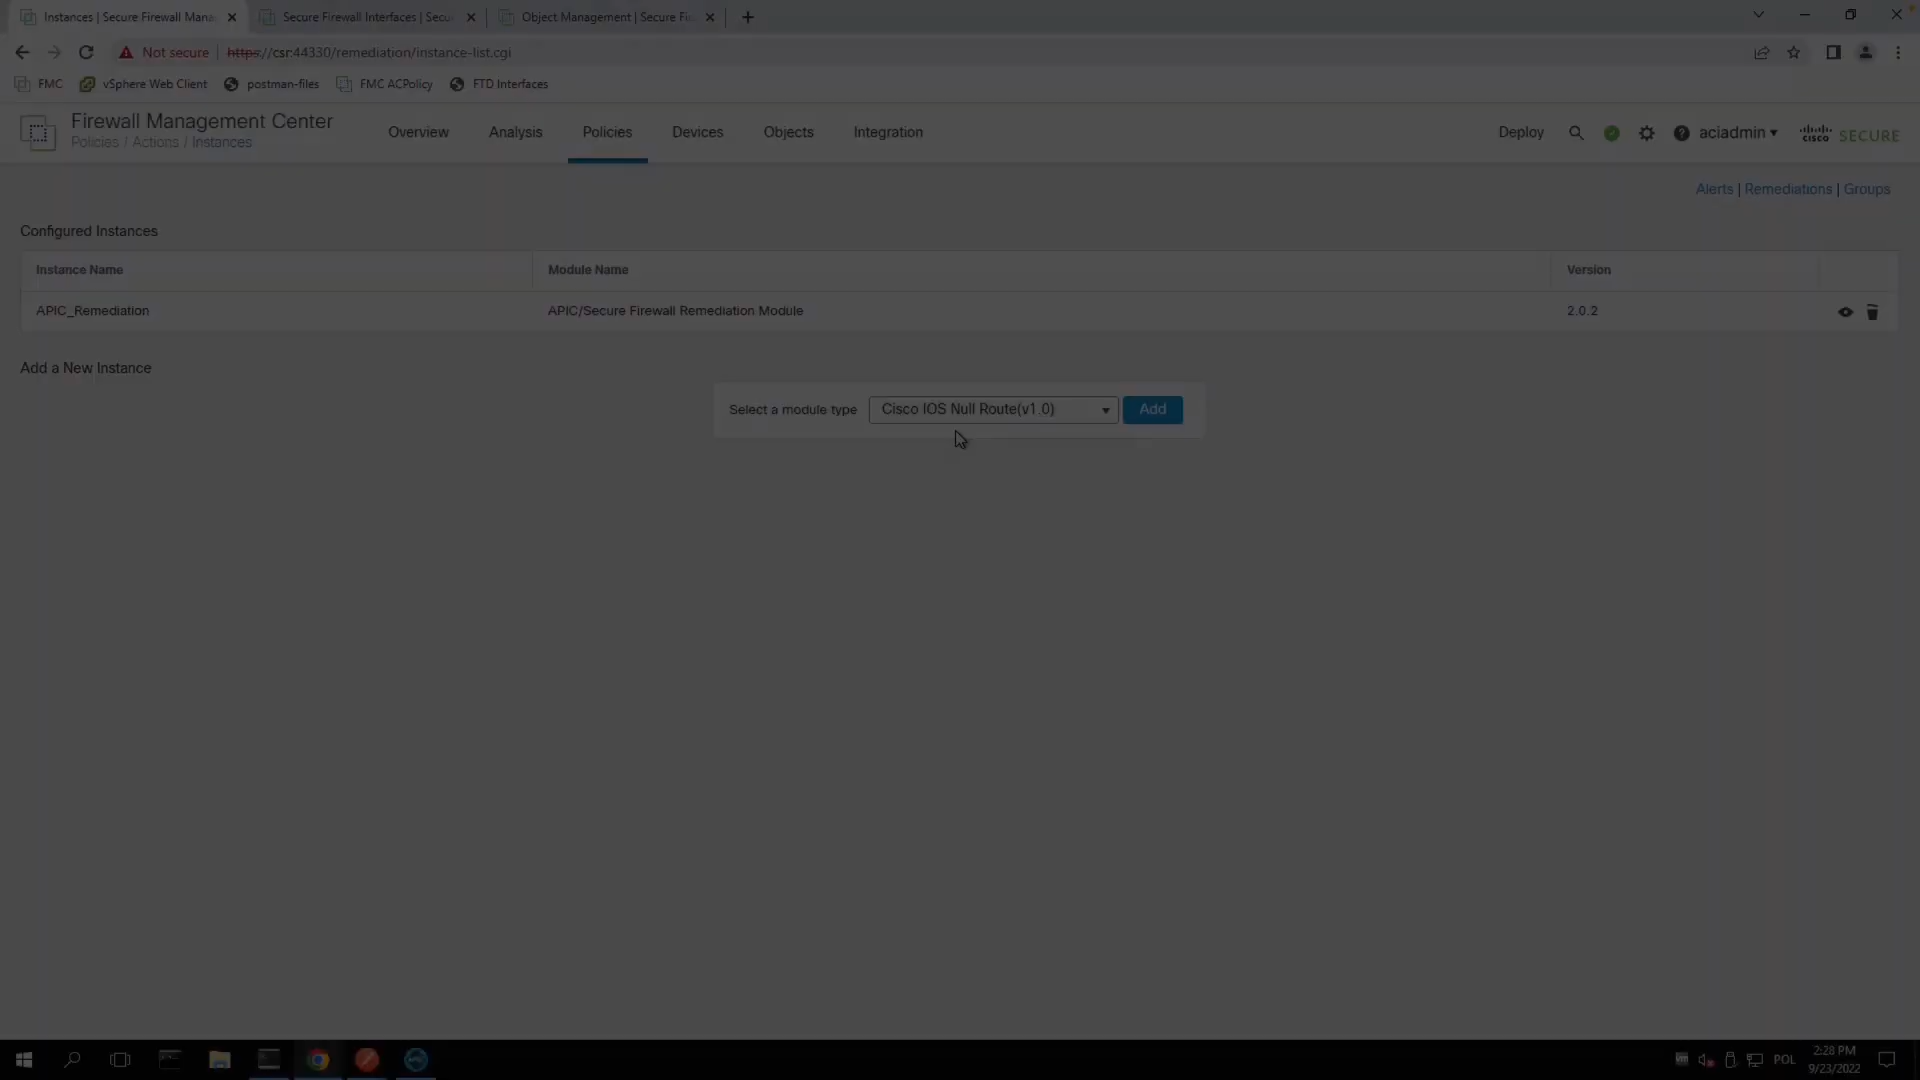 Instances | Secure Firewall Mana
Secure Firewall Interfaces | Secu
Object Management | Secure Fi
Not secure
https://csr:44330/remediation/instance-list.cgi
FMC
vSphere Web Client
postman-files
FMC ACPolicy
FTD Interfaces
Firewall Management Center
Policies / Actions / Instances
Overview
Analysis
Policies
Devices
Objects
Integration
Deploy
aciadmin
CISCO SECURE
Alerts | Remediations | Groups
Configured Instances
Instance Name
Module Name
Version
APIC_Remediation
APIC/Secure Firewall Remediation Module
2.0.2
Add a New Instance
Select a module type
Cisco IOS Null Route(v1.0)
Add
POL
2:28 PM
9/23/2022